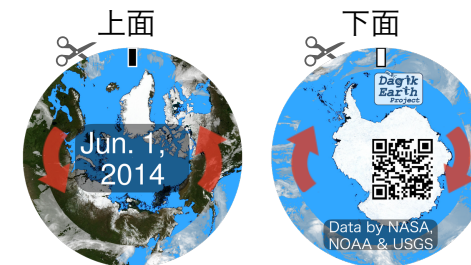 上面
下面
Jun. 1,
2014
Dagik
Earth
Project
Data by NASA,
NOAA & USGS